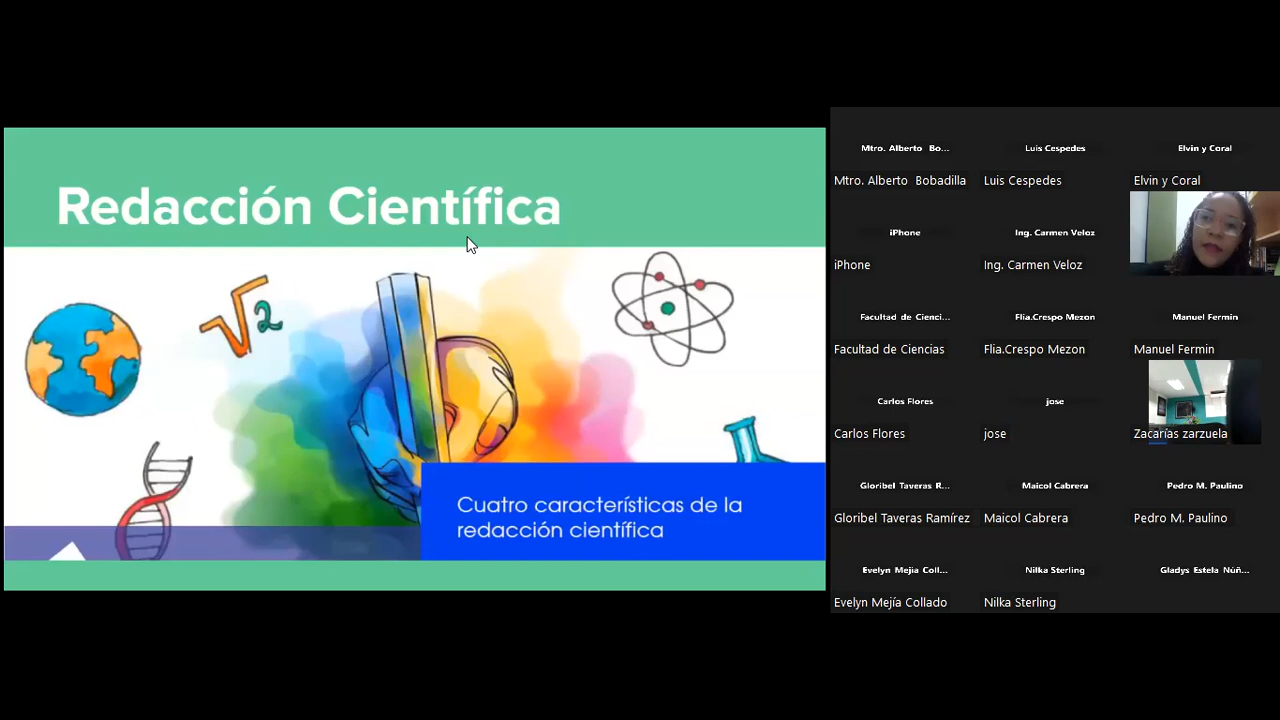 Redacción Científica
√2
Cuatro características de la
redacción científica
Mtro. Alberto Bo...
Luis Cespedes
Elvin y Coral
Mtro. Alberto Bobadilla
Luis Cespedes
Elvin y Coral
iPhone
Ing. Carmen Veloz
iPhone
Ing. Carmen Veloz
Facultad de Cienci...
Flia.Crespo Mezon
Manuel Fermin
Facultad de Ciencias
Flia.Crespo Mezon
Manuel Fermin
Carlos Flores
jose
Carlos Flores
jose
Zacarías zarzuela
Gloribel Taveras R...
Maicol Cabrera
Pedro M. Paulino
Gloribel Taveras Ramírez
Maicol Cabrera
Pedro M. Paulino
Evelyn Mejía Coll...
Nilka Sterling
Gladys Estela Núñ...
Evelyn Mejía Collado
Nilka Sterling